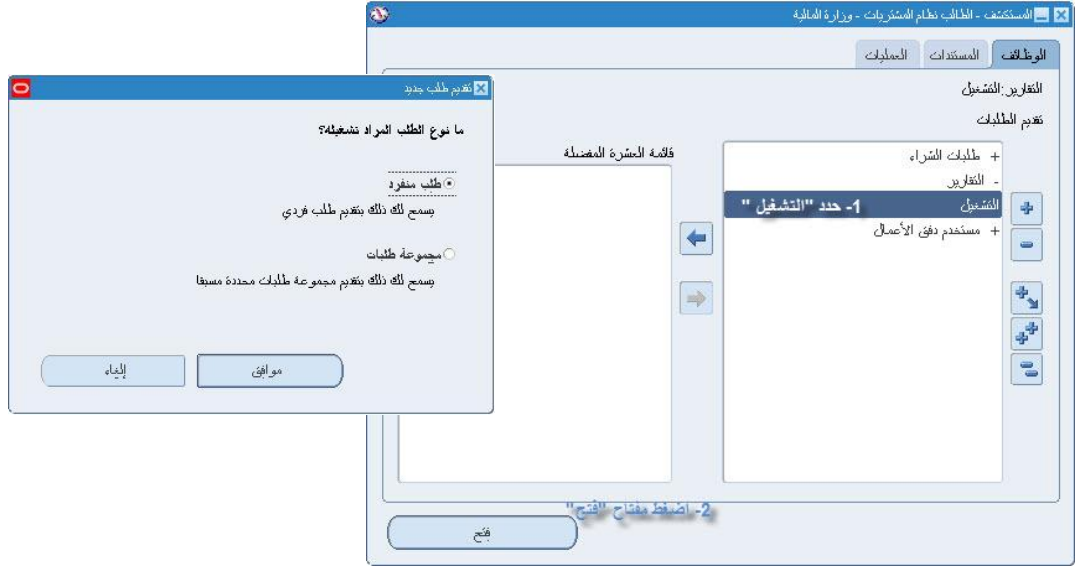 المستكشف - الطالب نظام المشتريات - وزارة المالية
الوظائف
المستندات
العمليات
التقارير:التشغيل
تقديم الطلبات
+ طلبات الشراء
- التقارير
التشغيل
1- حدد "التشغيل "
+ مستخدم دفق الأعمال
قائمة العشرة المفضلة
2- اضغط مفتاح "فتح"
فتح
تقديم طلب جديد
ما نوع الطلب المراد تشغيله؟
طلب منفرد
يسمح لك ذلك بتقديم طلب فردي
مجموعة طلبات
يسمح لك ذلك بتقديم مجموعة طلبات محددة مسبقا
موافق
إلغاء